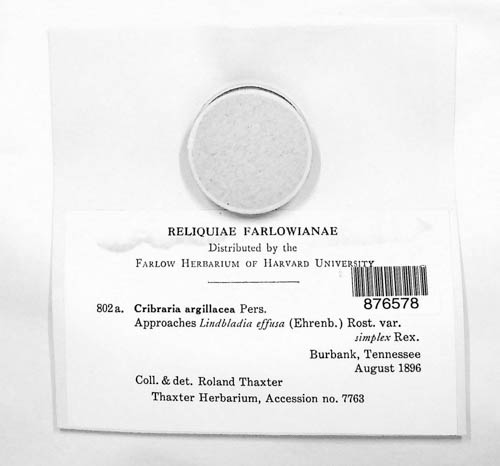 RELIQUIAE FARLOWIANAE
Distributed by the
FARLOW HERBARIUM OF HARVARD UNIVERSITY
876578
802a. Cribraria argillacea Pers.
Approaches Lindbladia effusa (Ehrenb.) Rost. var.
simplex Rex.
Burbank, Tennessee
August 1896
Coll. & det. Roland Thaxter
Thaxter Herbarium, Accession no. 7763